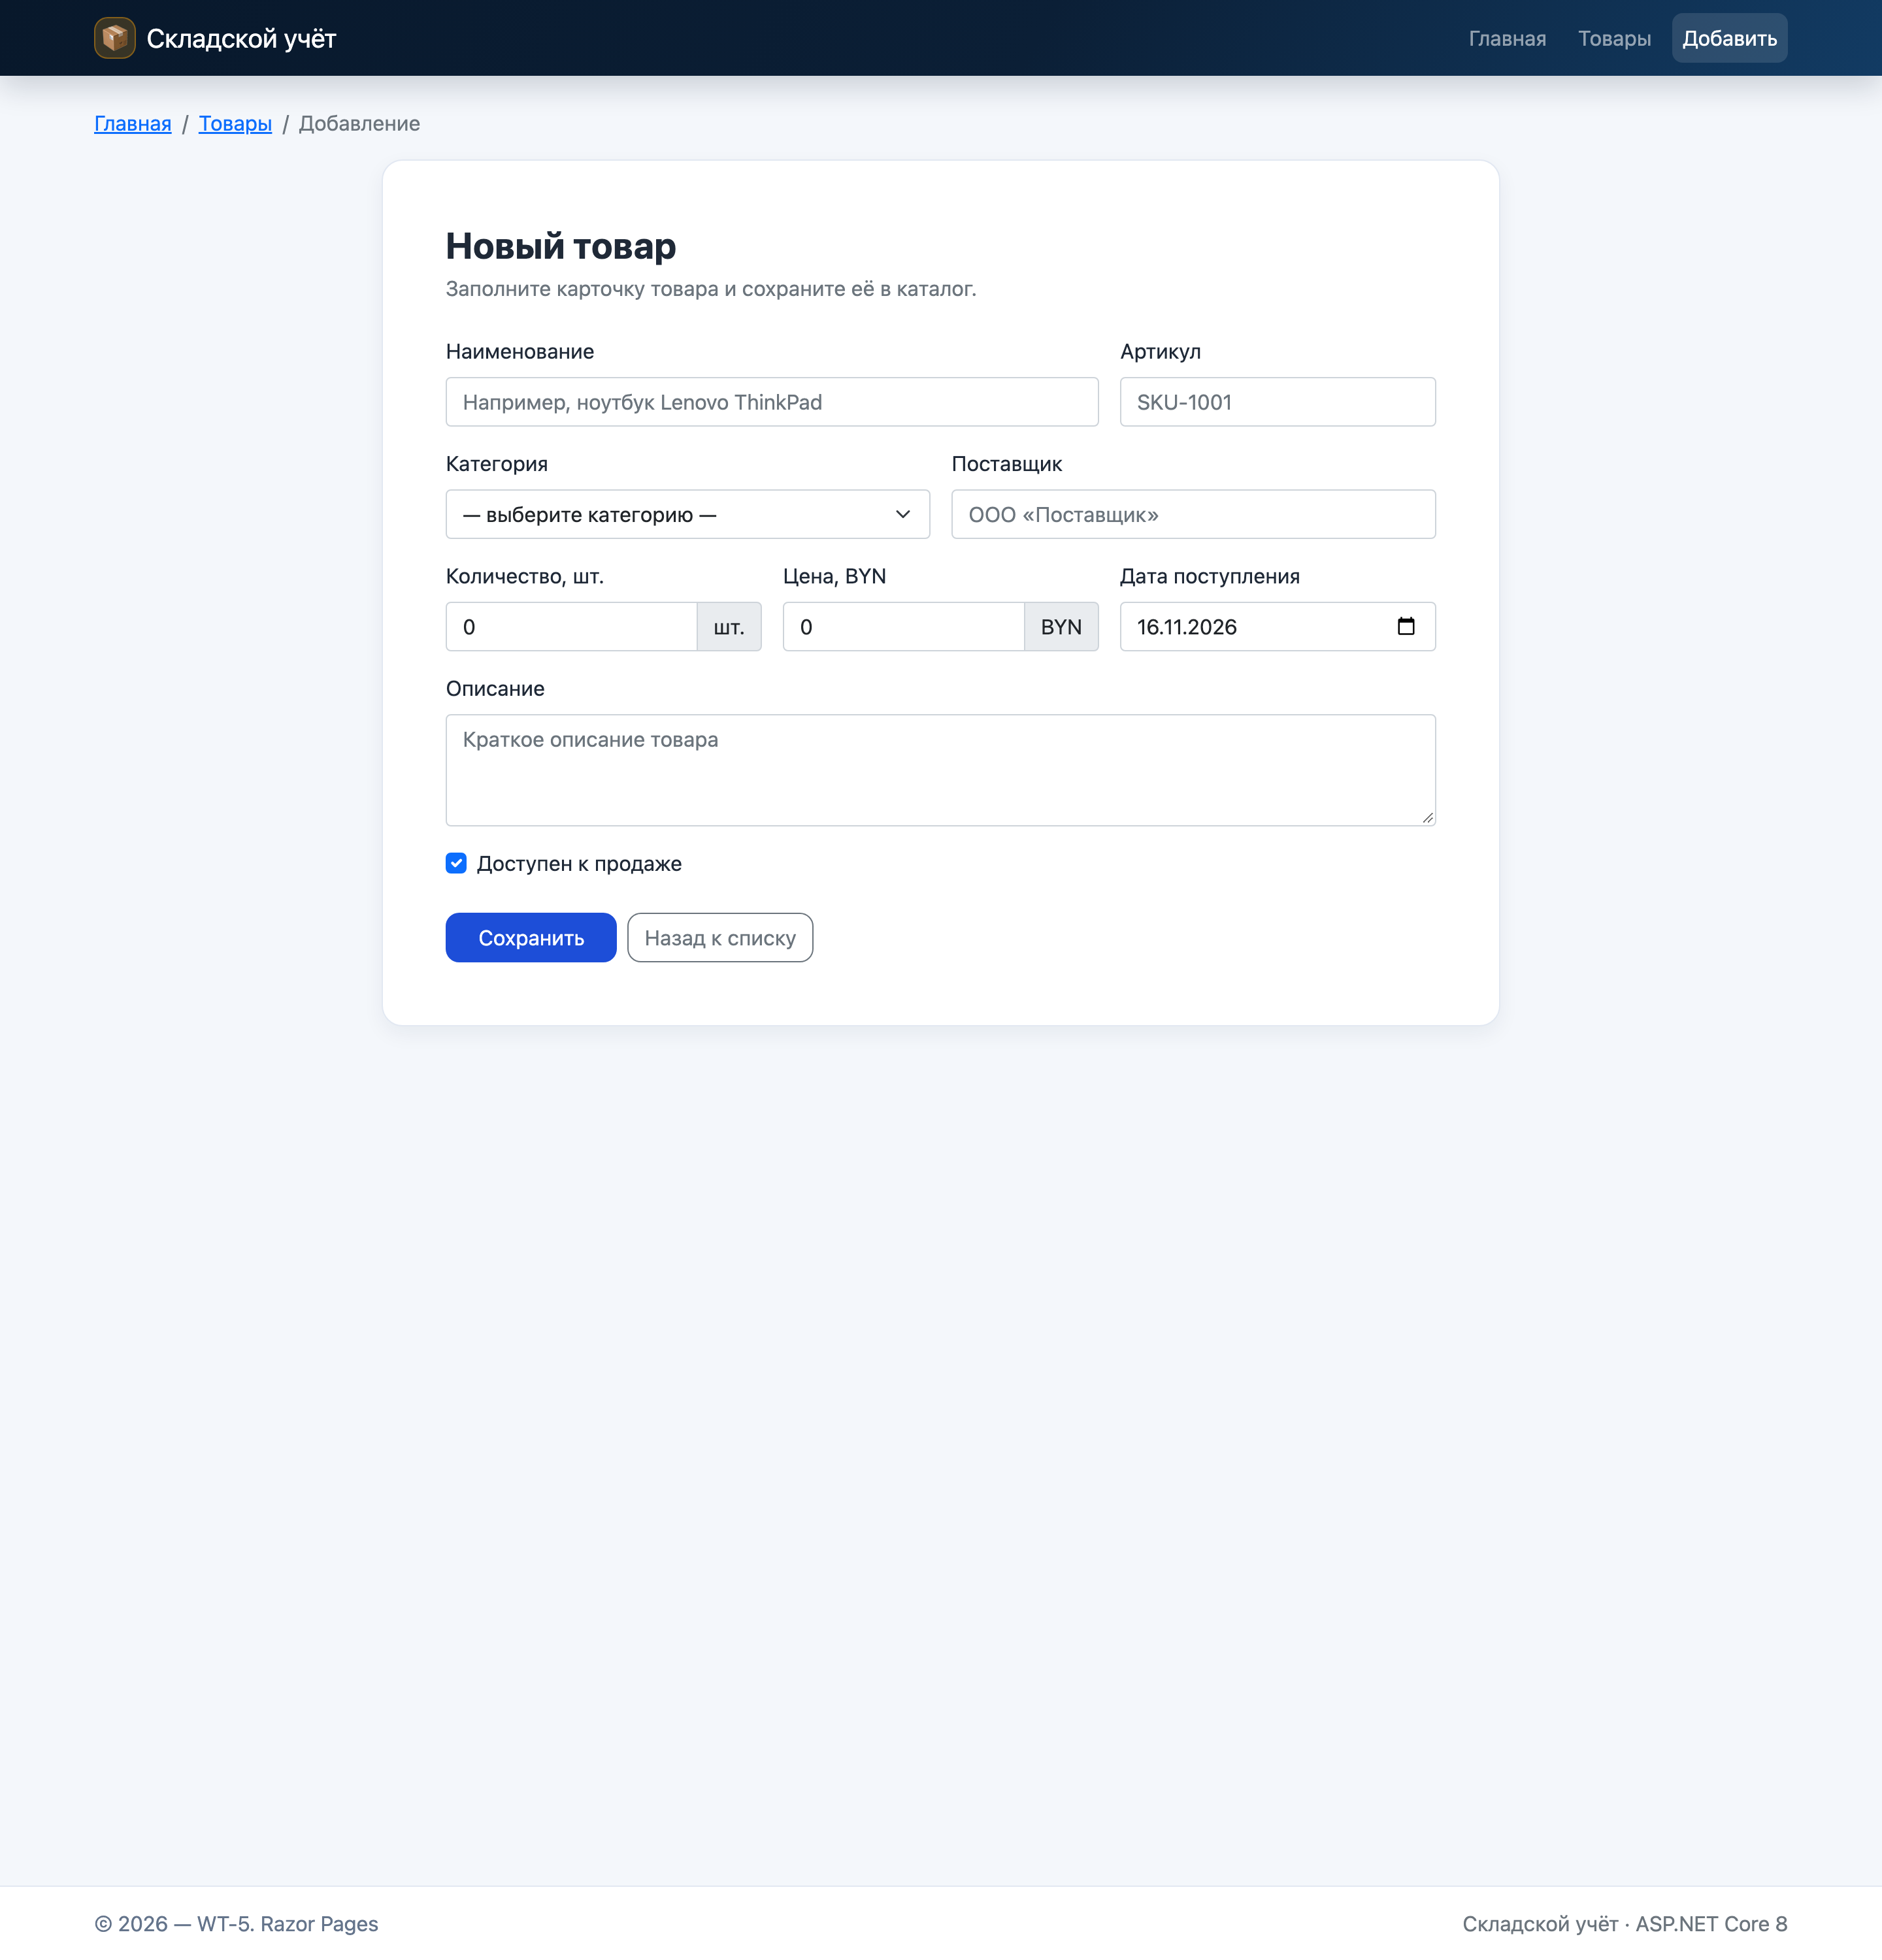 Складской учёт
Главная Товары Добавить
Главная / Товары / Добавление
Новый товар
Заполните карточку товара и сохраните её в каталог.
Наименование Артикул
Например, ноутбук Lenovo ThinkPad SKU-1001
Категория Поставщик
— выберите категорию — ООО «Поставщик»
Количество, шт. Цена, BYN Дата поступления
0 шт. 0 BYN 16.11.2026
Описание
Краткое описание товара
Доступен к продаже
Сохранить Назад к списку
© 2026 — WT-5. Razor Pages Складской учёт · ASP.NET Core 8